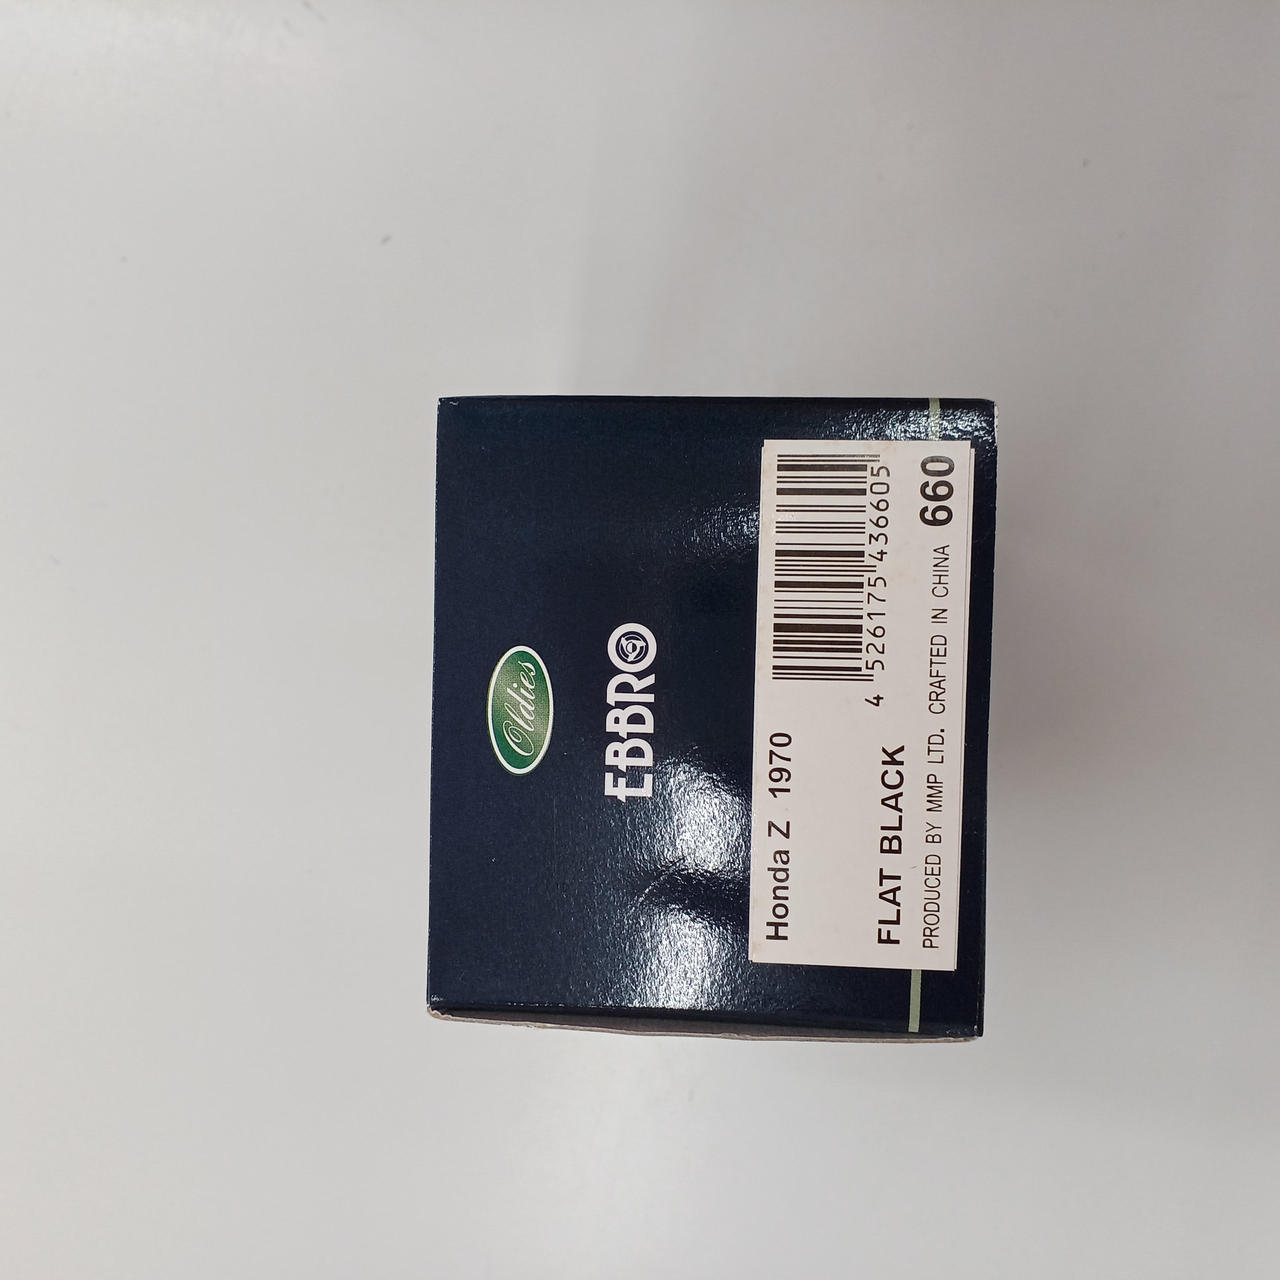 Oldies
EBBRO
Honda Z 1970
4 526175 436605
FLAT BLACK
PRODUCED BY MMP LTD. CRAFTED IN CHINA 660